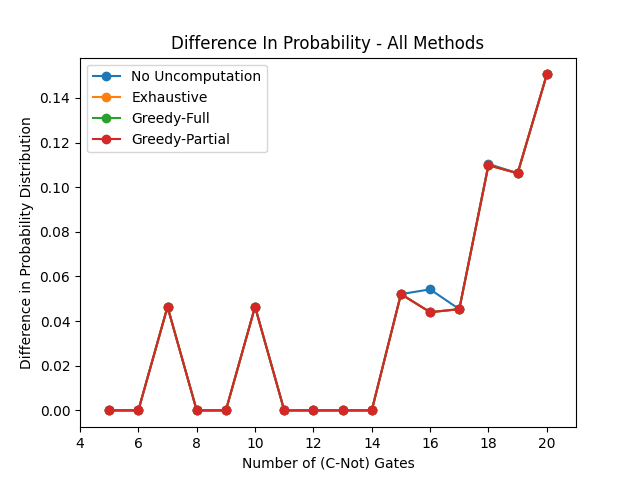 Difference In Probability - All Methods
No Uncomputation
Exhaustive
Greedy-Full
Greedy-Partial
Difference in Probability Distribution
0.14
0.12
0.10
0.08
0.06
0.04
0.02
0.00
4 6 8 10 12 14 16 18 20
Number of (C-Not) Gates